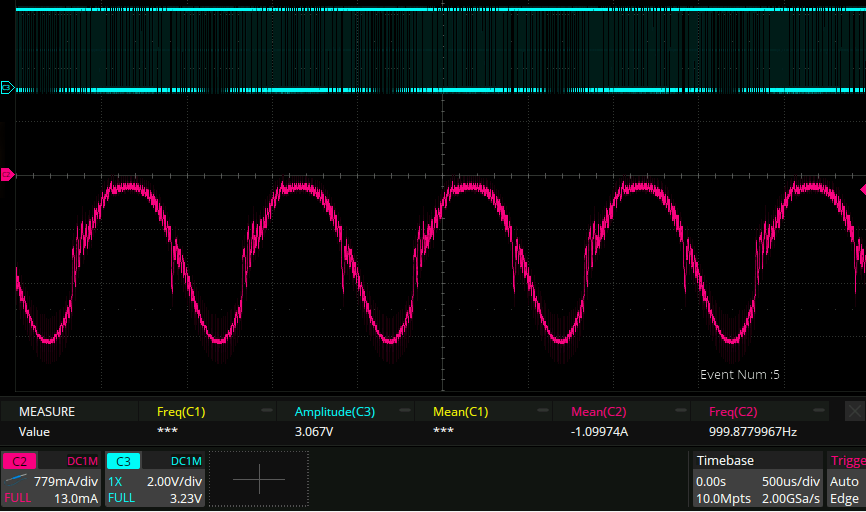 C3
Event Num :5
MEASURE Freq(C1) Amplitude(C3) Mean(C1) Mean(C2) Freq(C2)
Value *** 3.067V *** -1.09974A 999.8779967Hz
C2 DC1M C3 DC1M Timebase Trigge
779mA/div 1X 2.00V/div 0.00s 500us/div Auto
FULL 13.0mA FULL 3.23V 10.0Mpts 2.00GSa/s Edge